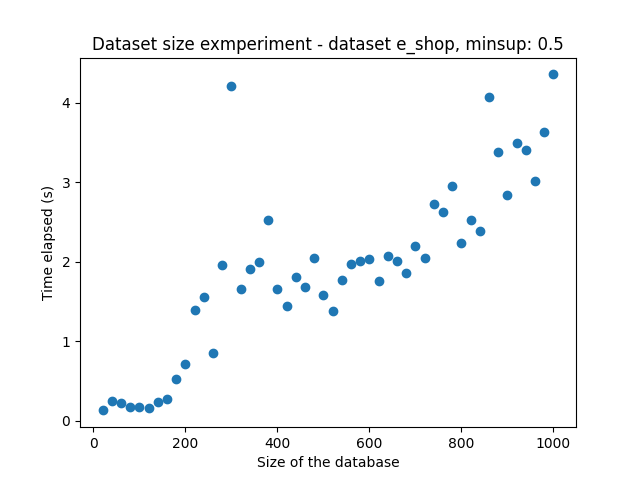 Dataset size exmperiment - dataset e_shop, minsup: 0.5
4
3
2
1
0
Time elapsed (s)
0 200 400 600 800 1000
Size of the database